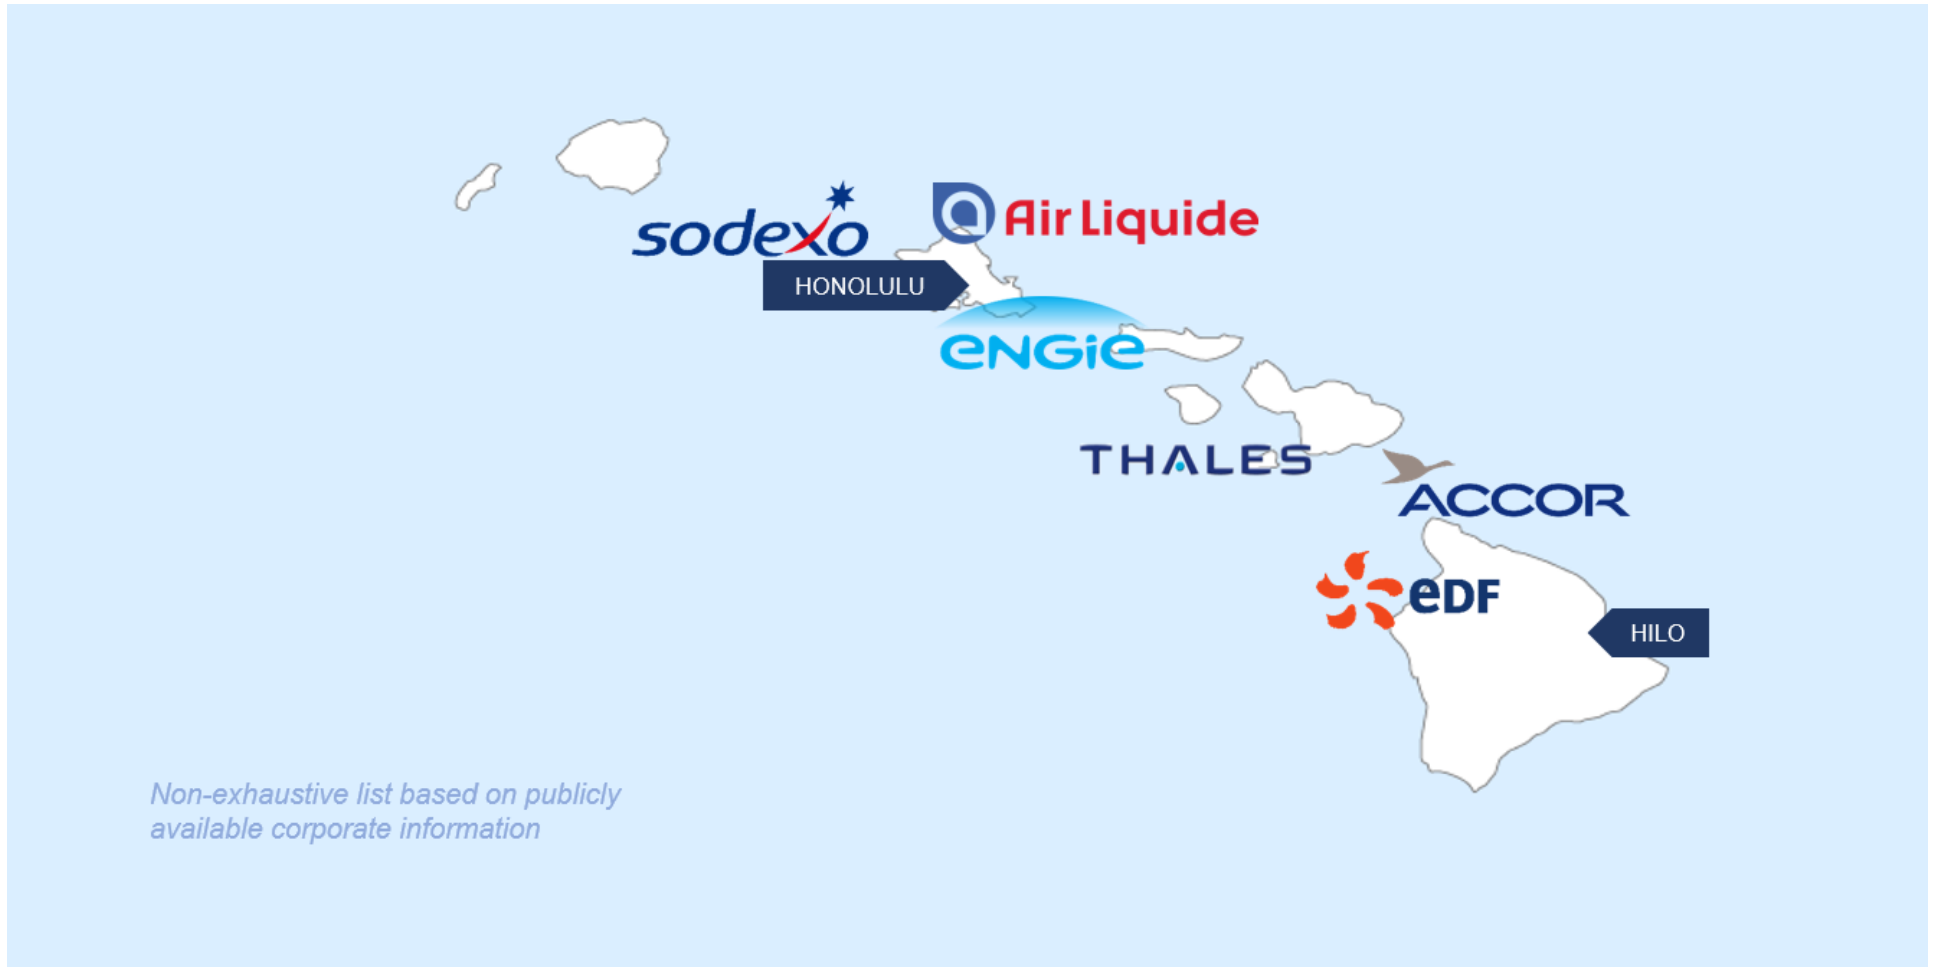 sodexo
Air Liquide
HONOLULU
eNGie
THALES
ACCOR
eDF
HILO
Non-exhaustive list based on publicly
available corporate information